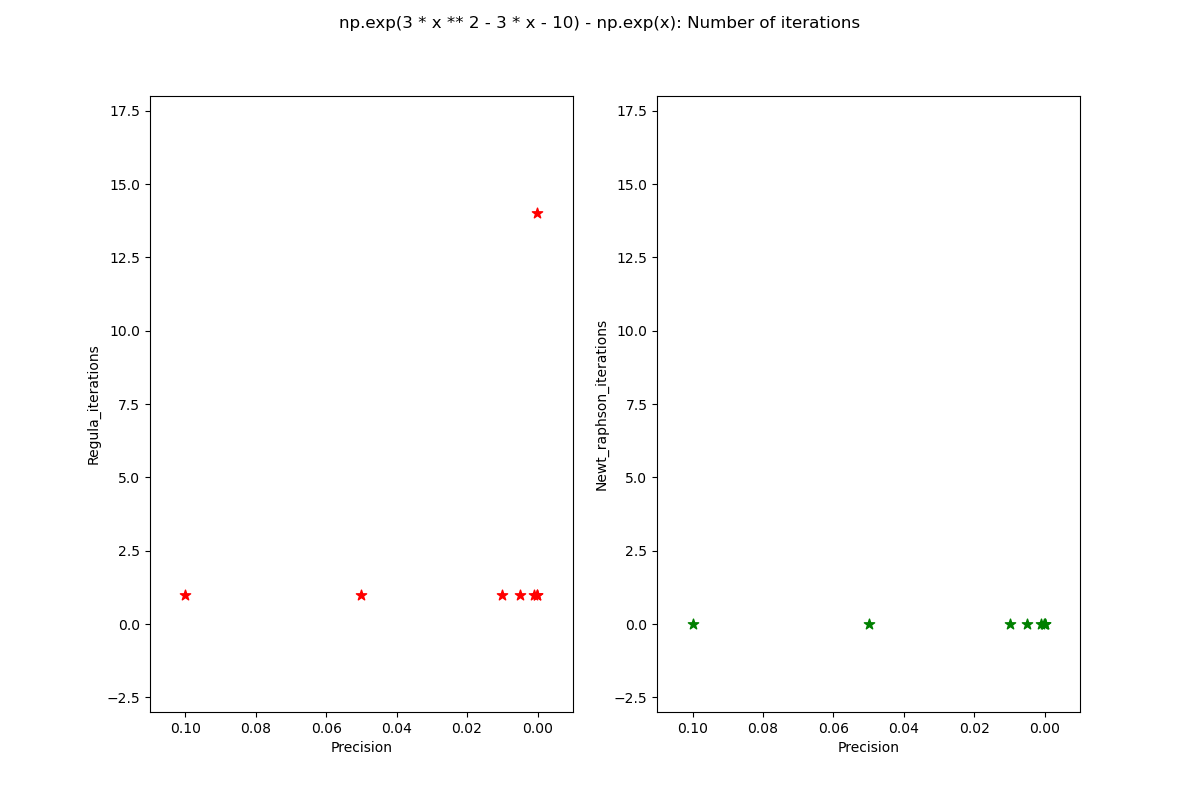 np.exp(3 * x ** 2 - 3 * x - 10) - np.exp(x): Number of iterations
17.5
15.0
12.5
10.0
7.5
5.0
2.5
0.0
−2.5
Regula_iterations
0.10 0.08 0.06 0.04 0.02 0.00
Precision
17.5
15.0
12.5
10.0
7.5
5.0
2.5
0.0
−2.5
Newt_raphson_iterations
0.10 0.08 0.06 0.04 0.02 0.00
Precision